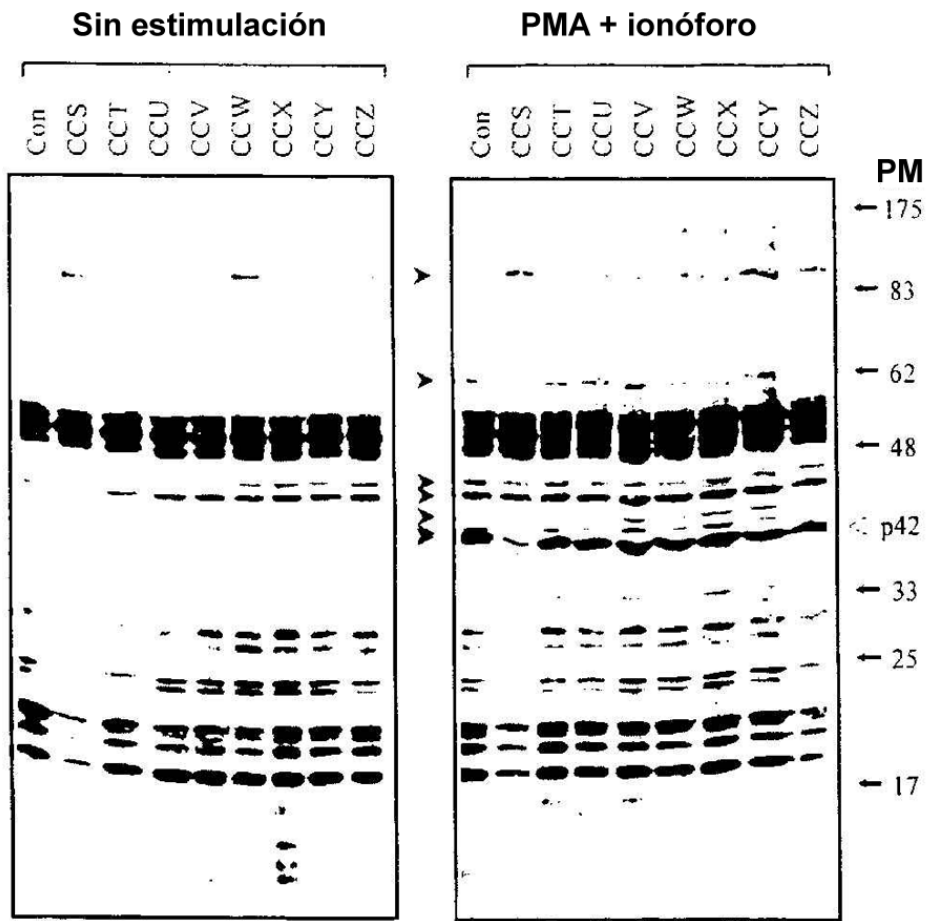 Sin estimulación
PMA + ionóforo
Con CCS CCT CCU CCV CCW CCX CCY CCZ
Con CCS CCT CCU CCV CCW CCX CCY CCZ
PM
175
83
62
48
p42
33
25
17